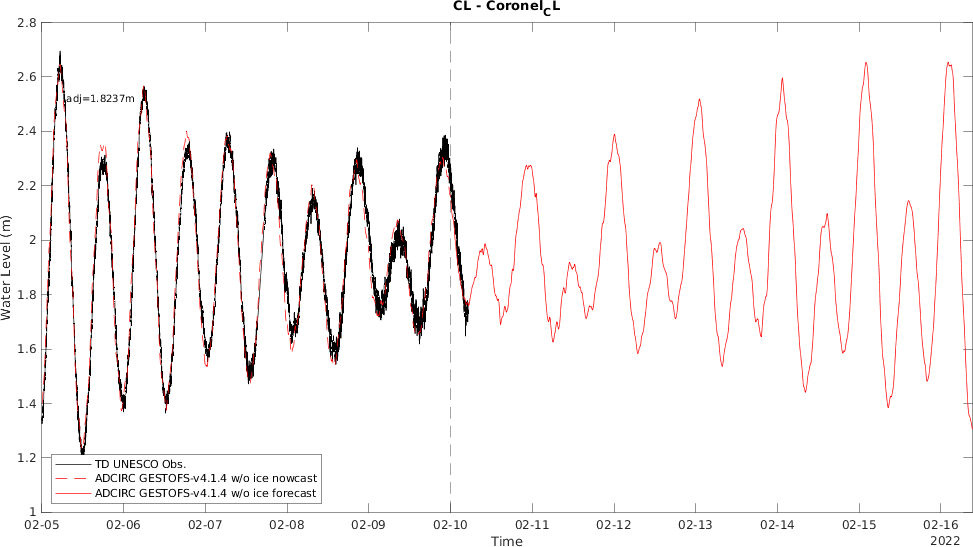 CL - Coronel_CL
2.8
2.6
2.4
2.2
2
1.8
1.6
1.4
1.2
1
Water Level (m)
adj=1.8237m
TD UNESCO Obs.
ADCIRC GESTOFS-v4.1.4 w/o ice nowcast
ADCIRC GESTOFS-v4.1.4 w/o ice forecast
02-05 02-06 02-07 02-08 02-09 02-10 02-11 02-12 02-13 02-14 02-15 02-16
Time
2022